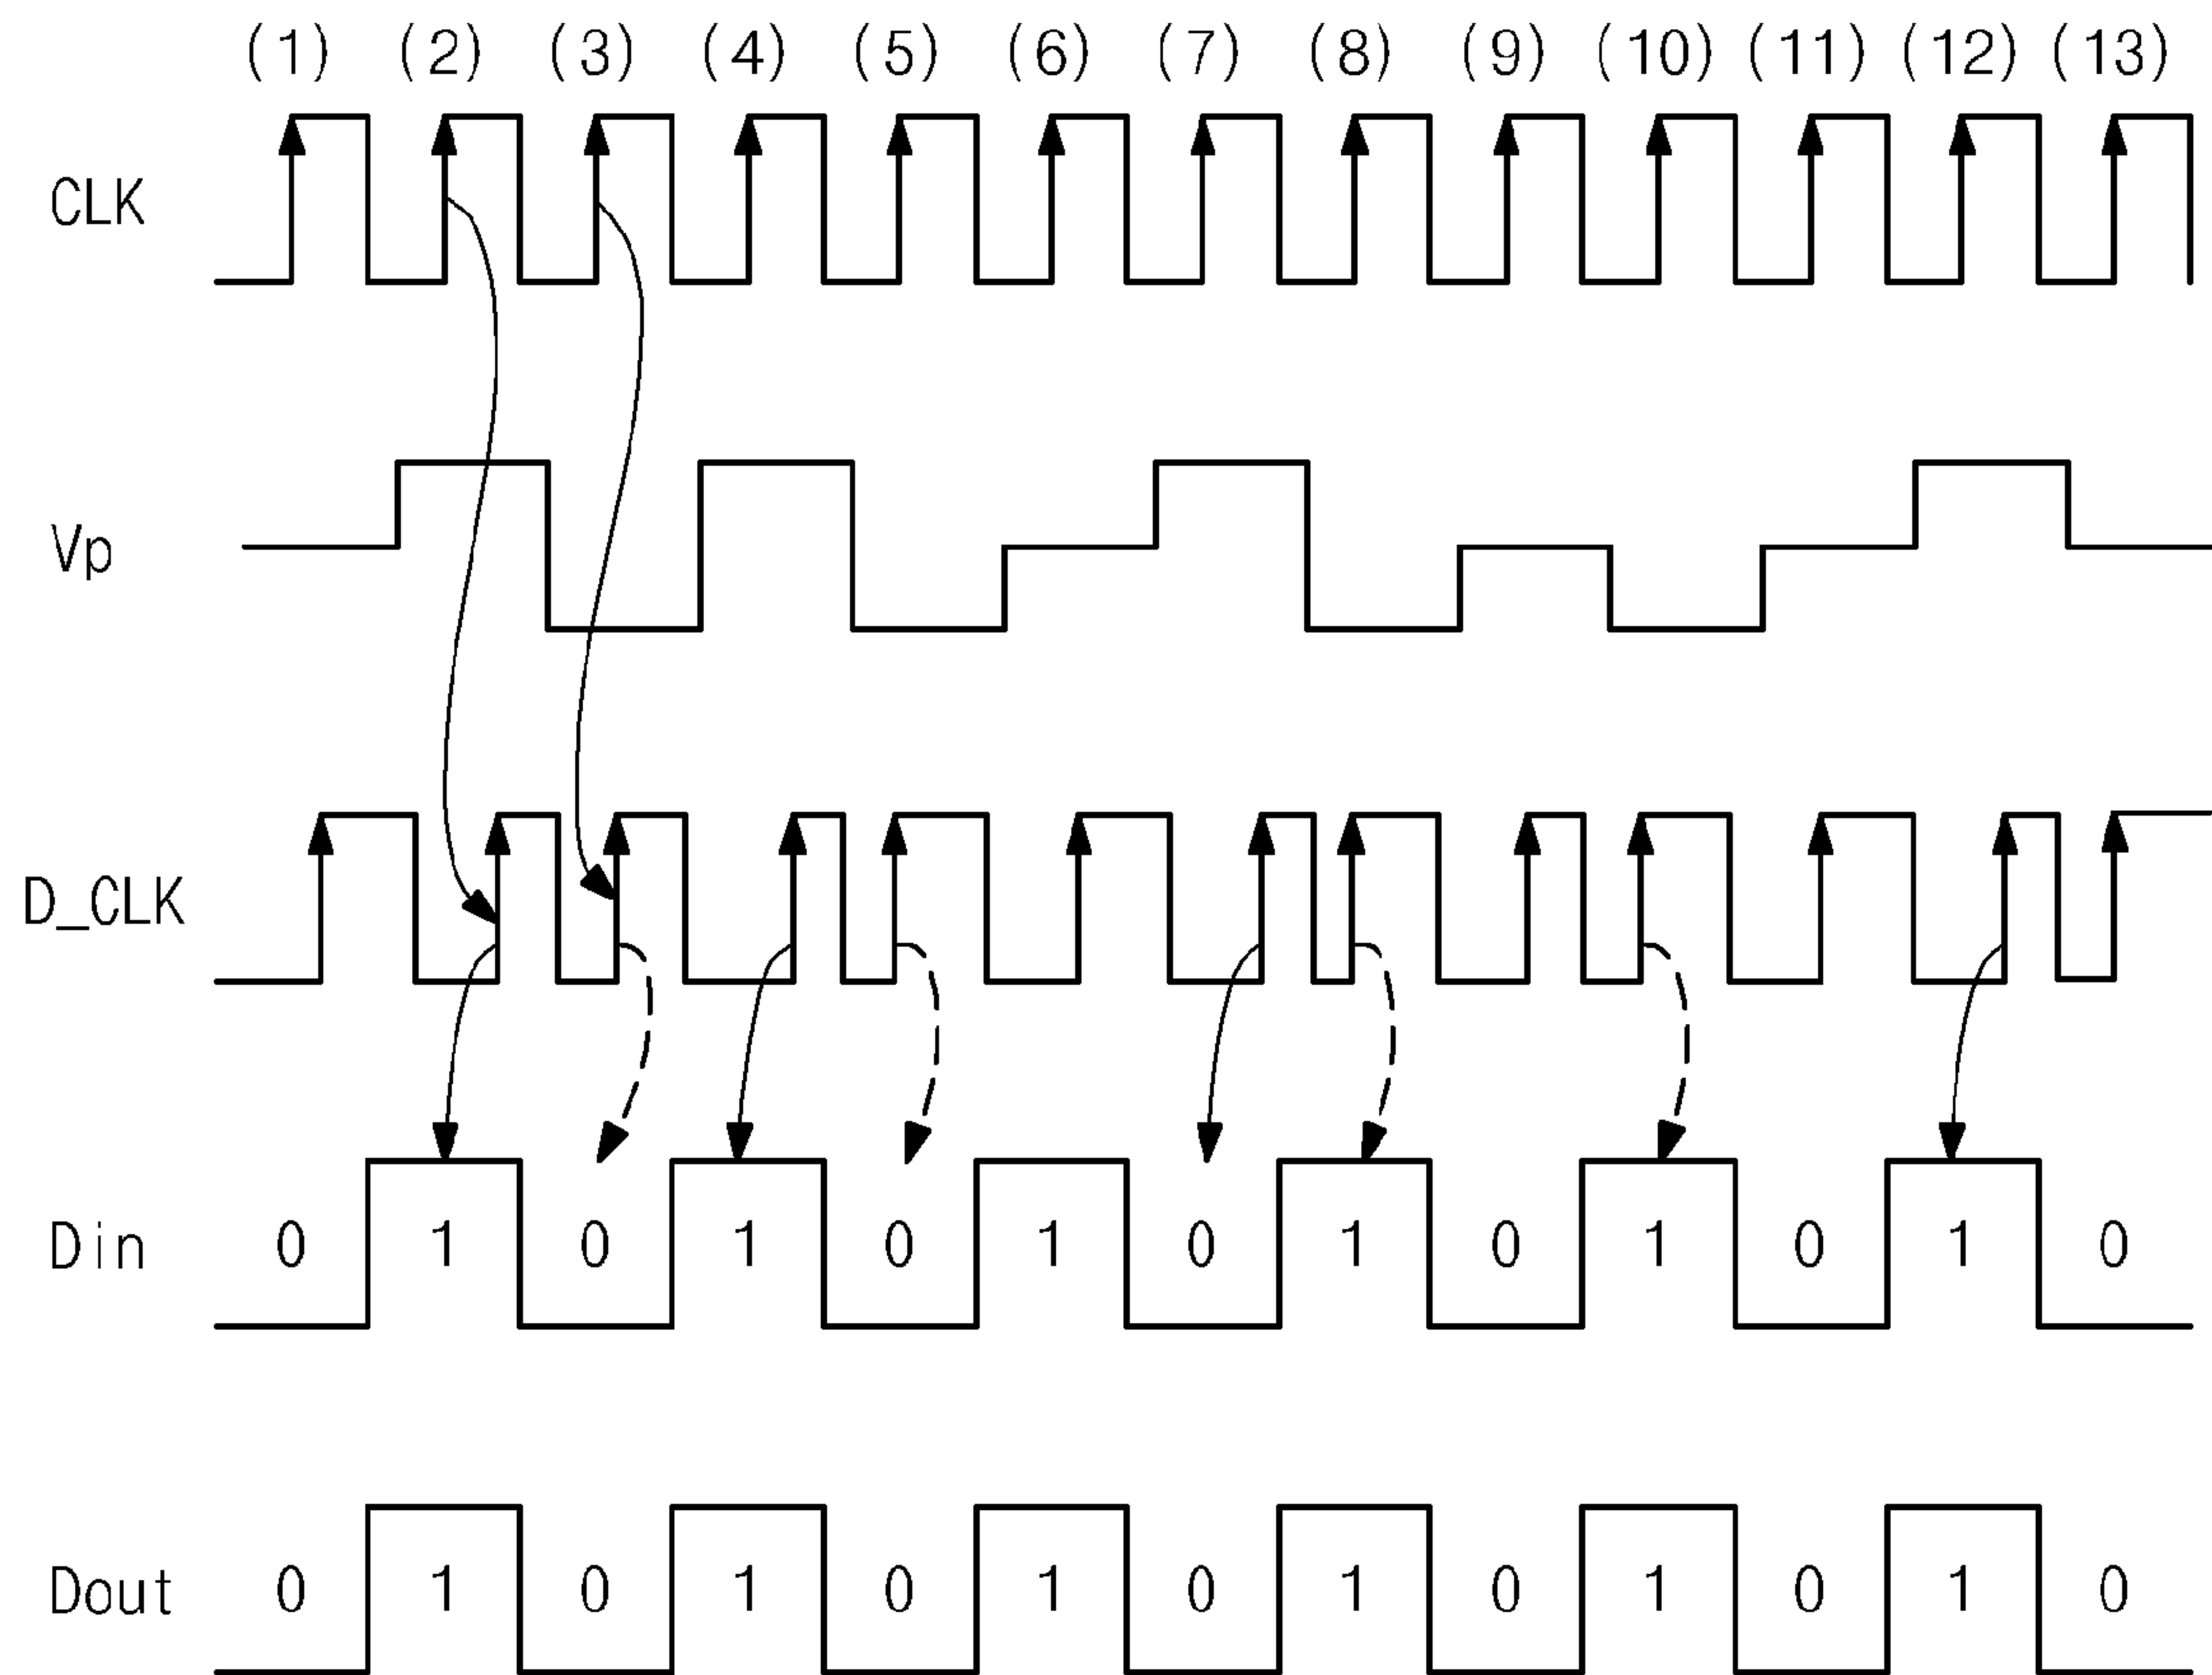 (1) (2) (3) (4) (5) (6) (7) (8) (9) (10) (11) (12) (13)
CLK
Vp
D_CLK
Din 0 1 0 1 0 1 0 1 0 1 0 1 0
Dout 0 1 0 1 0 1 0 1 0 1 0 1 0